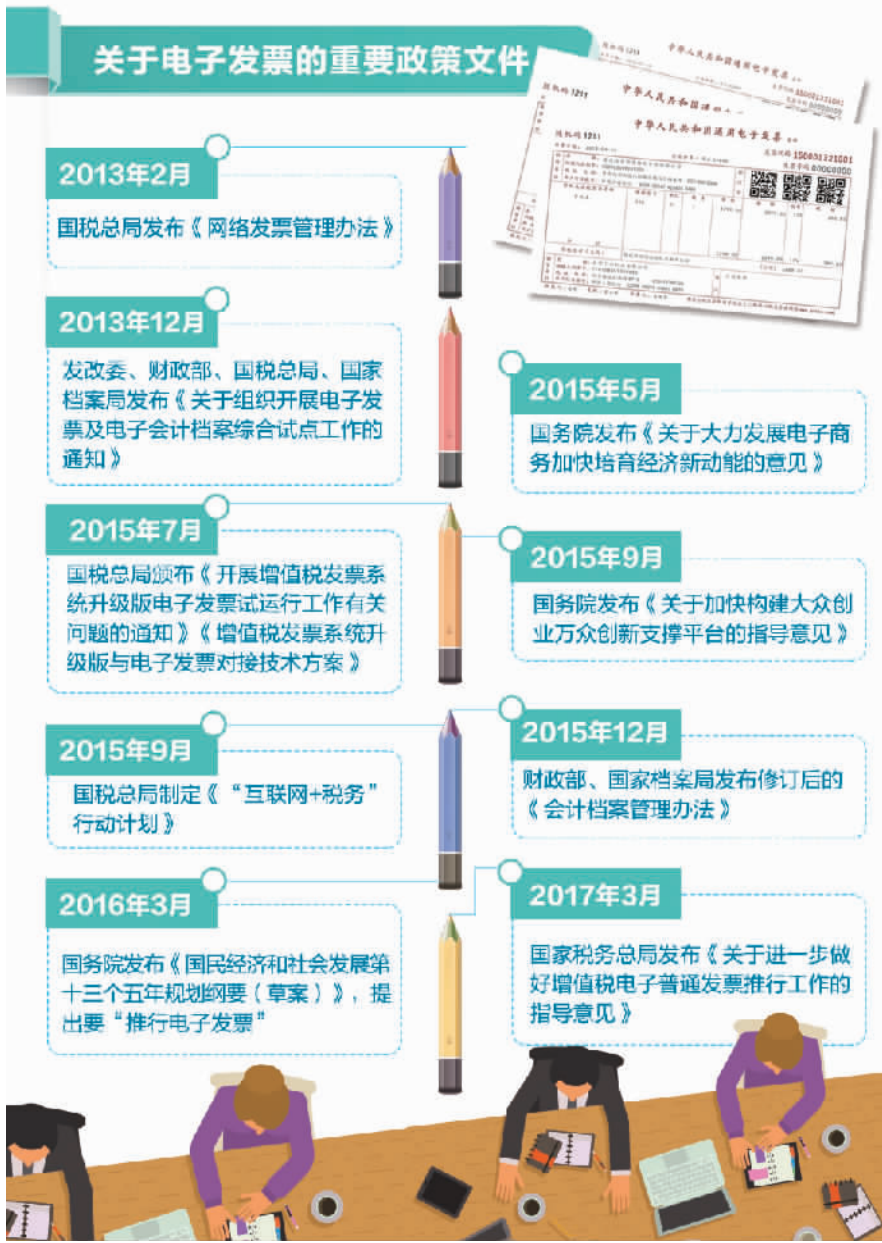 关于电子发票的重要政策文件
中华人民共和国通用电子发票
150001221501
2013年2月
国税总局发布《网络发票管理办法》
2013年12月
发改委、财政部、国税总局、国家
档案局发布《关于组织开展电子发
票及电子会计档案综合试点工作的
通知》
2015年5月
国务院发布《关于大力发展电子商
务加快培育经济新动能的意见》
2015年7月
国税总局颁布《开展增值税发票系
统升级版电子发票试运行工作有关
问题的通知》《增值税发票系统升
级版与电子发票对接技术方案》
2015年9月
国务院发布《关于加快构建大众创
业万众创新支撑平台的指导意见》
2015年9月
国税总局制定《“互联网+税务”
行动计划》
2015年12月
财政部、国家档案局发布修订后的
《会计档案管理办法》
2016年3月
国务院发布《国民经济和社会发展第
十三个五年规划纲要（草案）》，提
出要“推行电子发票”
2017年3月
国家税务总局发布《关于进一步做
好增值税电子普通发票推行工作的
指导意见》